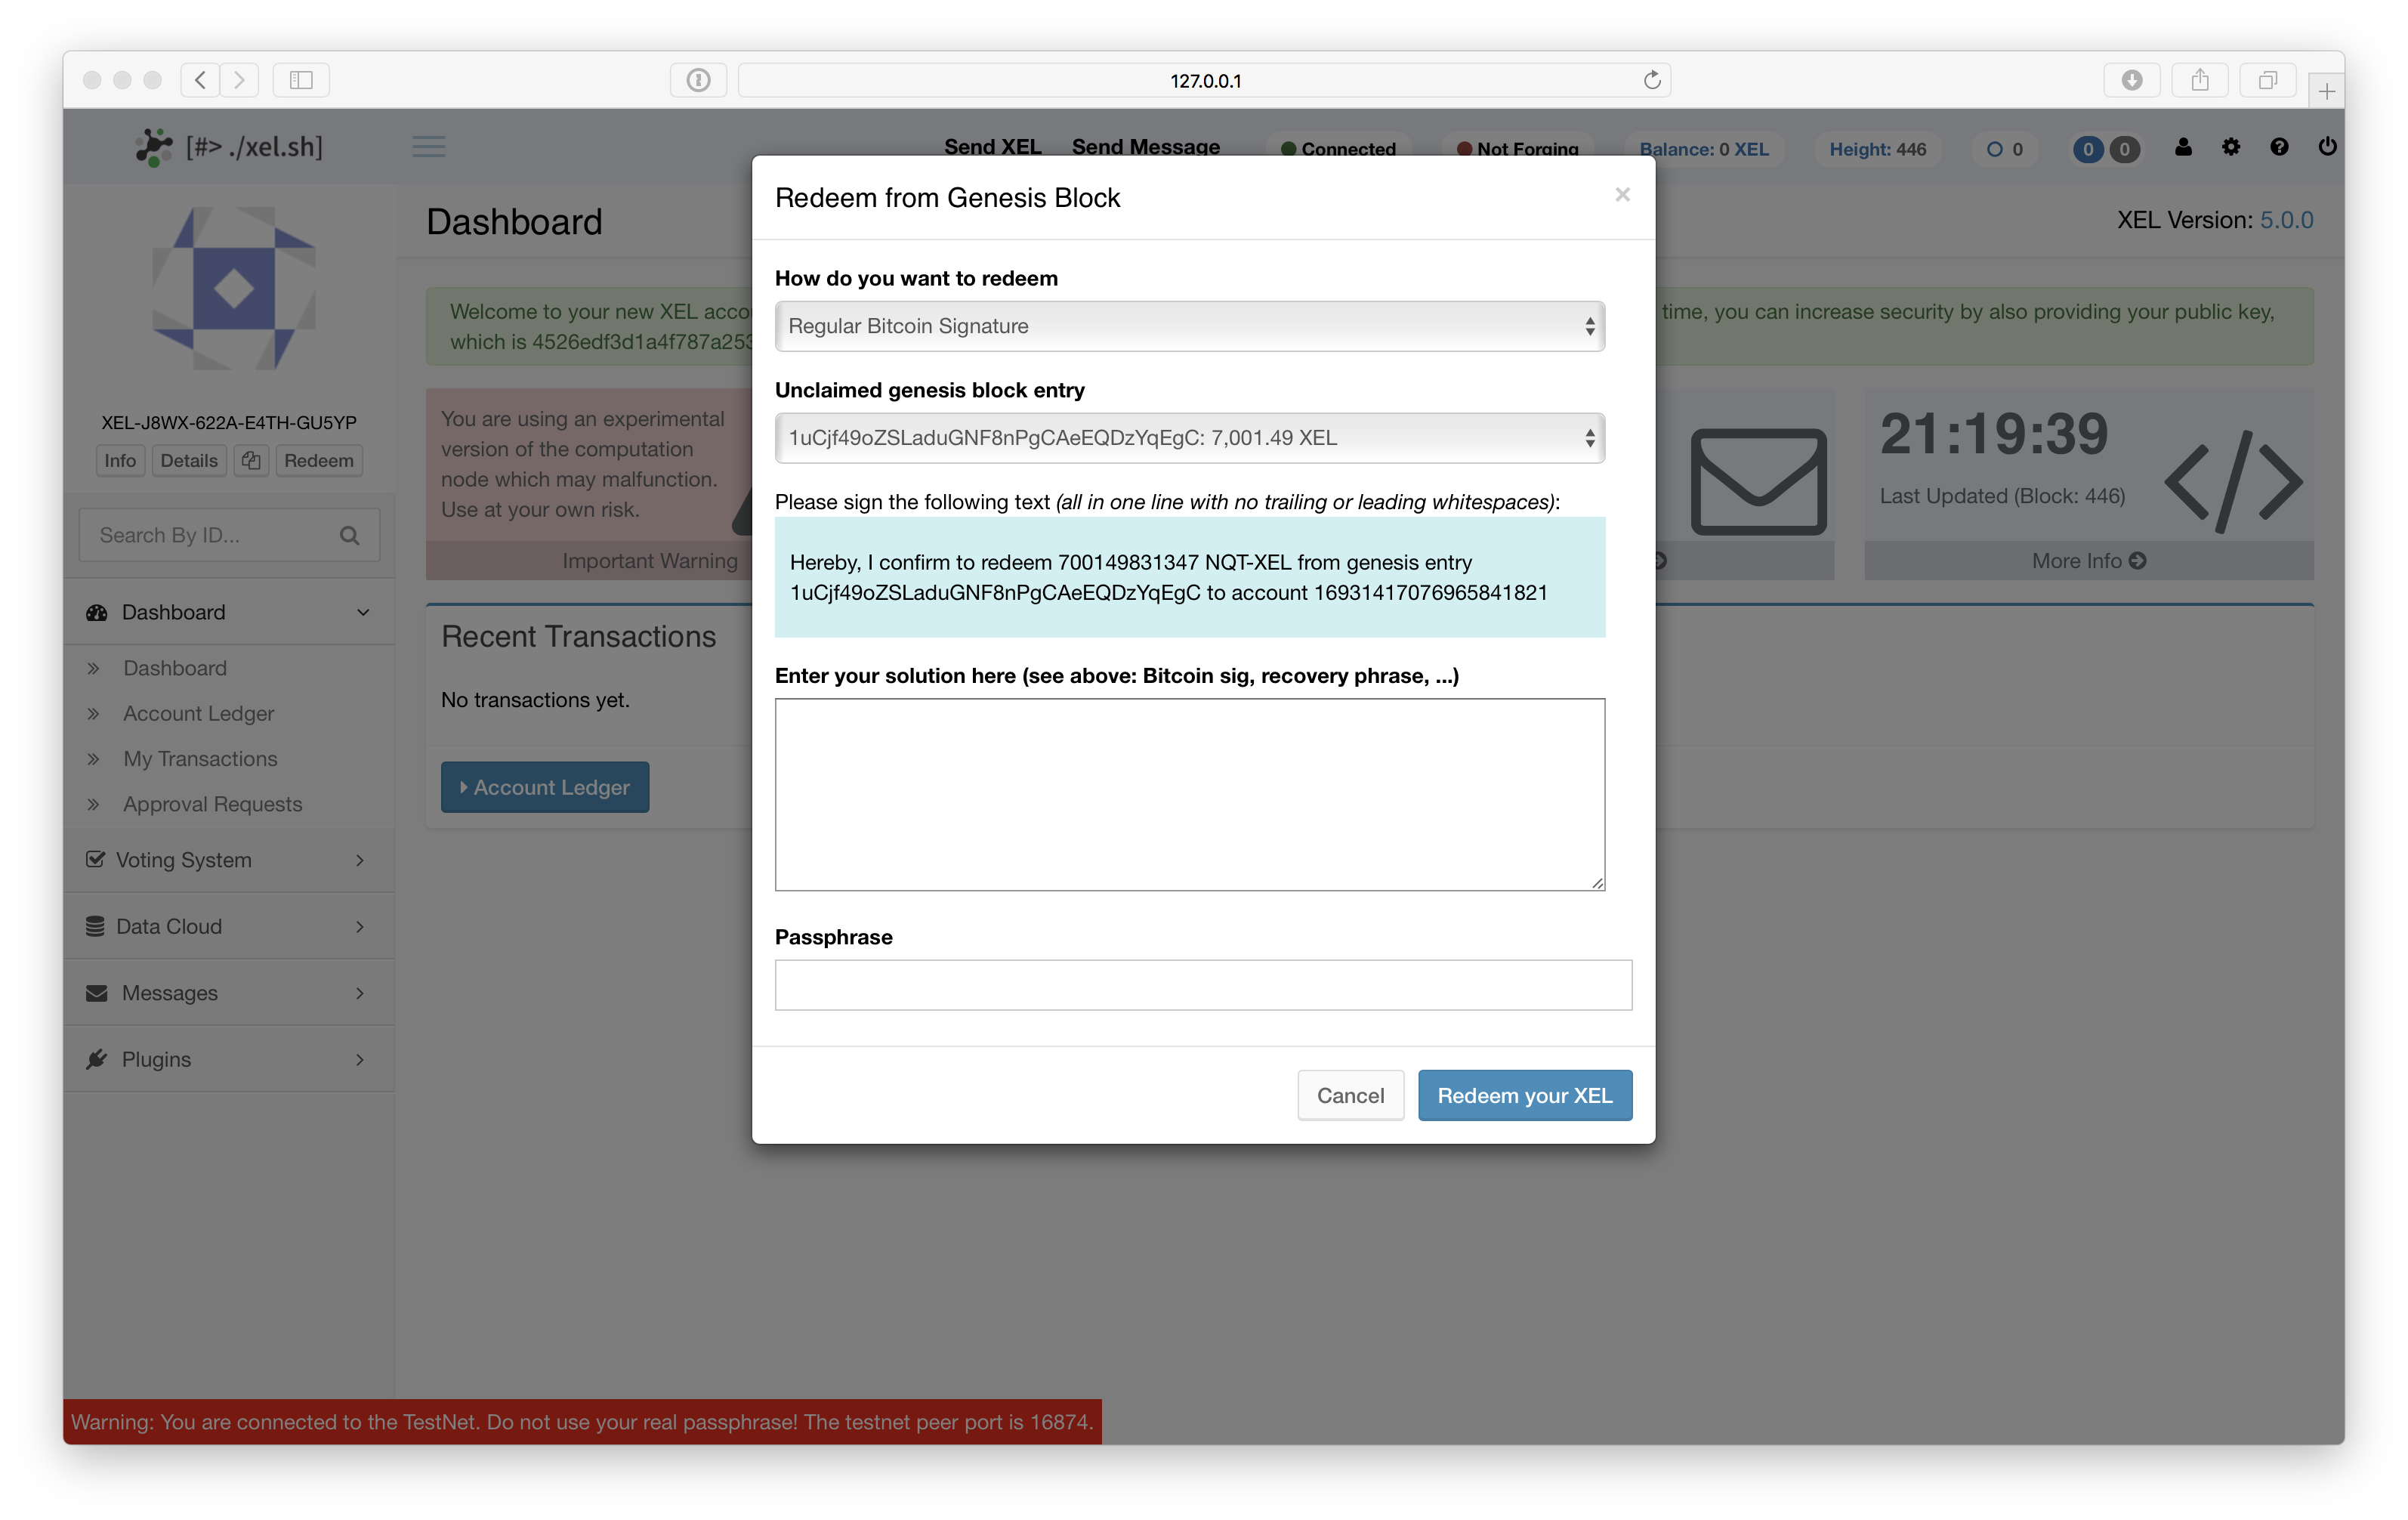 127.0.0.1
[#> ./xel.sh]
Send XEL Send Message Connected Not Forging Balance: 0 XEL Height: 446 0 0 0
Dashboard
XEL Version: 5.0.0
Welcome to your new XEL acco
time, you can increase security by also providing your public key,
which is 4526edf3d1a4f787a253
XEL-J8WX-622A-E4TH-GU5YP
Info Details Redeem
Search By ID...
Dashboard
Dashboard
Account Ledger
My Transactions
Approval Requests
Voting System
Data Cloud
Messages
Plugins
You are using an experimental
version of the computation
node which may malfunction.
Use at your own risk.
Important Warning
21:19:39
Last Updated (Block: 446)
More Info
Recent Transactions
No transactions yet.
Account Ledger
Redeem from Genesis Block ×
How do you want to redeem
Regular Bitcoin Signature
Unclaimed genesis block entry
1uCjf49oZSLaduGNF8nPgCAeEQDzYqEgC: 7,001.49 XEL
Please sign the following text (all in one line with no trailing or leading whitespaces):
Hereby, I confirm to redeem 700149831347 NQT-XEL from genesis entry
1uCjf49oZSLaduGNF8nPgCAeEQDzYqEgC to account 16931417076965841821
Enter your solution here (see above: Bitcoin sig, recovery phrase, ...)
Passphrase
Cancel Redeem your XEL
Warning: You are connected to the TestNet. Do not use your real passphrase! The testnet peer port is 16874.